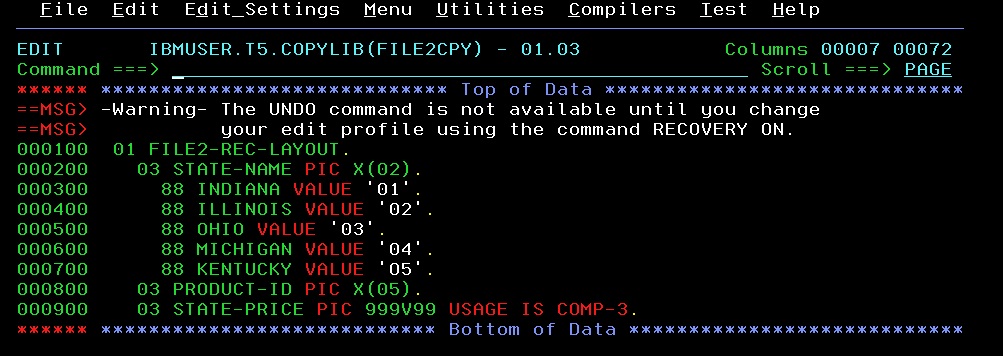 File Edit Edit_Settings Menu Utilities Compilers Test Help
EDIT IBMUSER.T5.COPYLIB(FILE2CPY) - 01.03 Columns 00007 00072
Command ===> Scroll ===> PAGE
****** **************************** Top of Data ******************************
==MSG> -Warning- The UNDO command is not available until you change
==MSG> your edit profile using the command RECOVERY ON.
000100 01 FILE2-REC-LAYOUT.
000200 03 STATE-NAME PIC X(02).
000300 88 INDIANA VALUE '01'.
000400 88 ILLINOIS VALUE '02'.
000500 88 OHIO VALUE '03'.
000600 88 MICHIGAN VALUE '04'.
000700 88 KENTUCKY VALUE '05'.
000800 03 PRODUCT-ID PIC X(05).
000900 03 STATE-PRICE PIC 999V99 USAGE IS COMP-3.
****** *************************** Bottom of Data ****************************